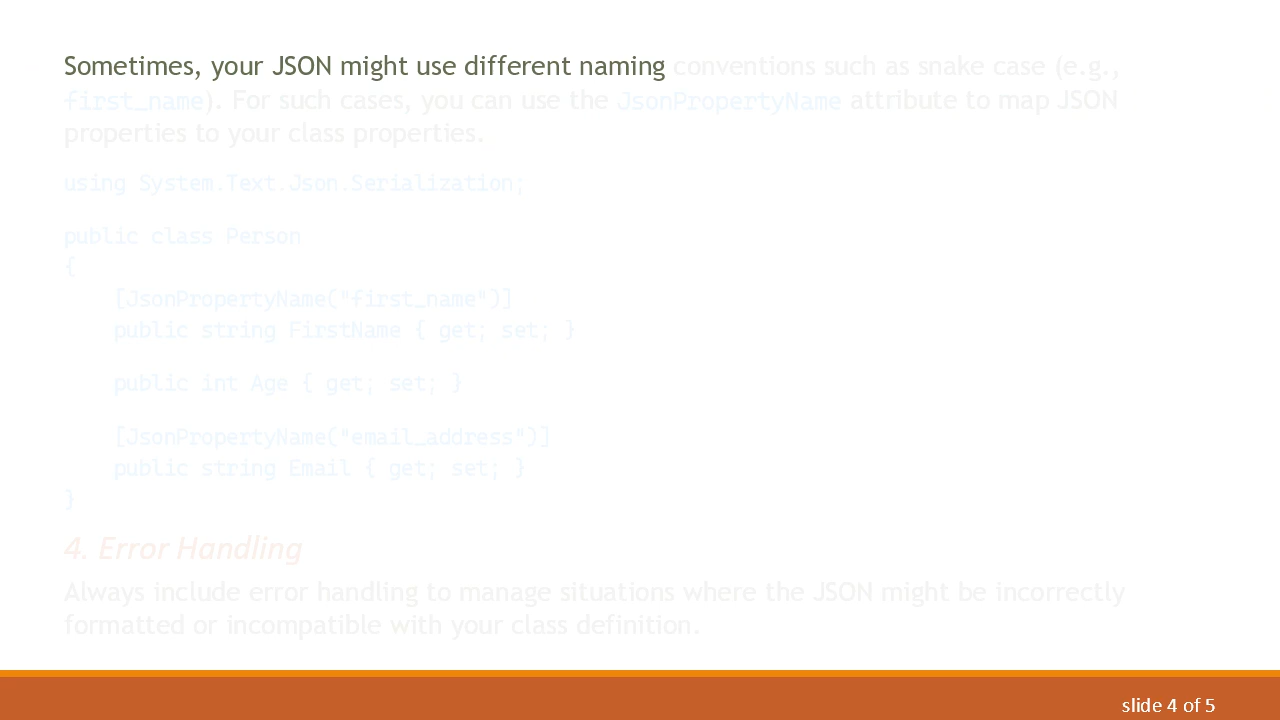 Sometimes, your JSON might use different naming conventions such as snake case (e.g.,
first_name). For such cases, you can use the JsonPropertyName attribute to map JSON
properties to your class properties.
using System.Text.Json.Serialization;
public class Person
{
[JsonPropertyName("first_name")]
public string FirstName { get; set; }
public int Age { get; set; }
[JsonPropertyName("email_address")]
public string Email { get; set; }
}
4. Error Handling
Always include error handling to manage situations where the JSON might be incorrectly
formatted or incompatible with your class definition.
slide 4 of 5